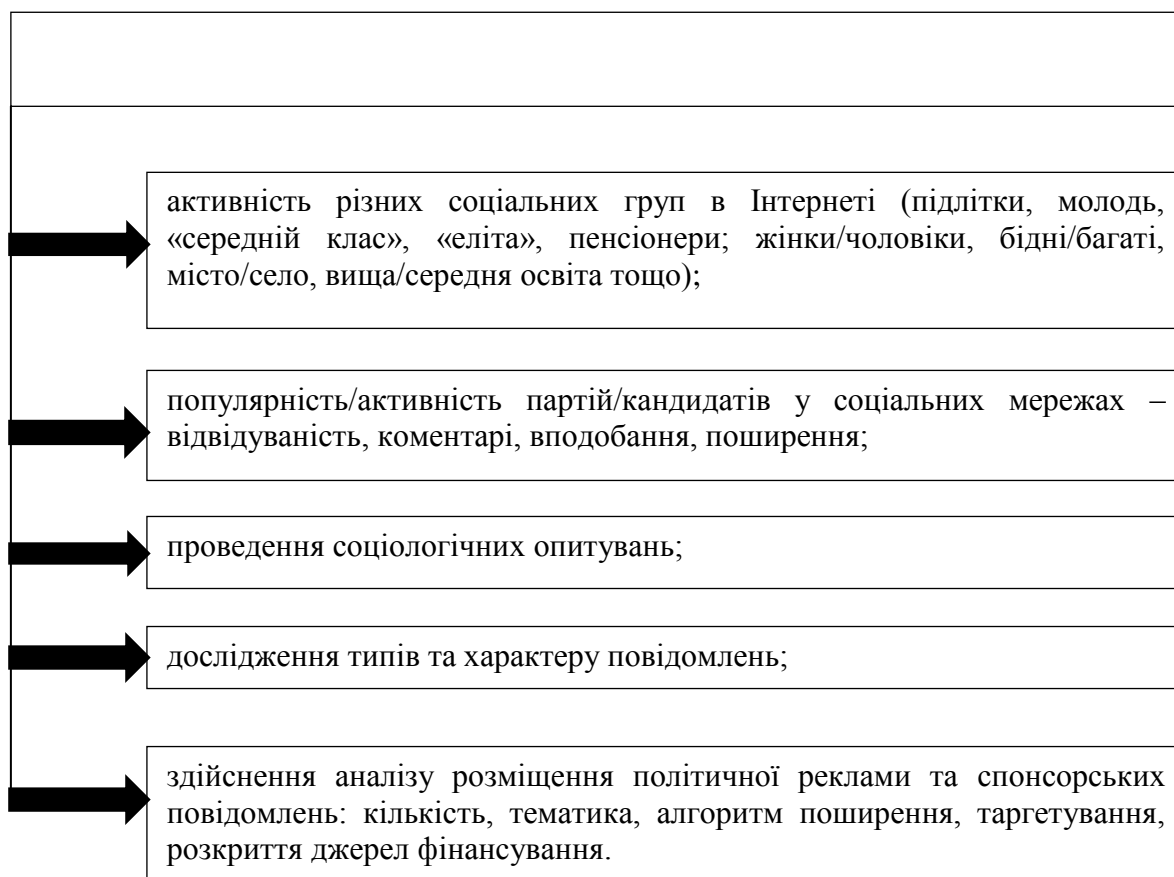 активність різних соціальних груп в Інтернеті (підлітки, молодь,
«середній клас», «еліта», пенсіонери; жінки/чоловіки, бідні/багаті,
місто/село, вища/середня освіта тощо);
популярність/активність партій/кандидатів у соціальних мережах –
відвідуваність, коментарі, вподобання, поширення;
проведення соціологічних опитувань;
дослідження типів та характеру повідомлень;
здійснення аналізу розміщення політичної реклами та спонсорських
повідомлень: кількість, тематика, алгоритм поширення, таргетування,
розкриття джерел фінансування.